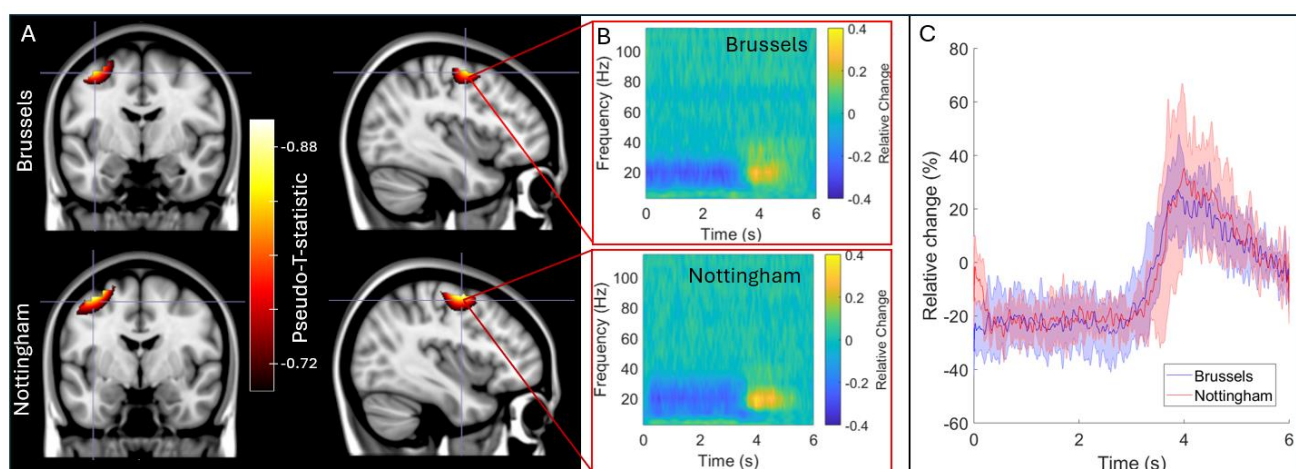 A
Brussels
Nottingham
-0.88
Pseudo-T-statistic
-0.72
B
Brussels
100
80
60
40
20
Frequency (Hz)
0
2
4
6
Time (s)
0.4
0.2
0
-0.2
-0.4
Relative Change
Nottingham
100
80
60
40
20
Frequency (Hz)
0
2
4
6
Time (s)
0.4
0.2
0
-0.2
-0.4
Relative Change
C
80
60
40
20
0
-20
-40
-60
Relative change (%)
0
2
4
6
Time (s)
Brussels
Nottingham